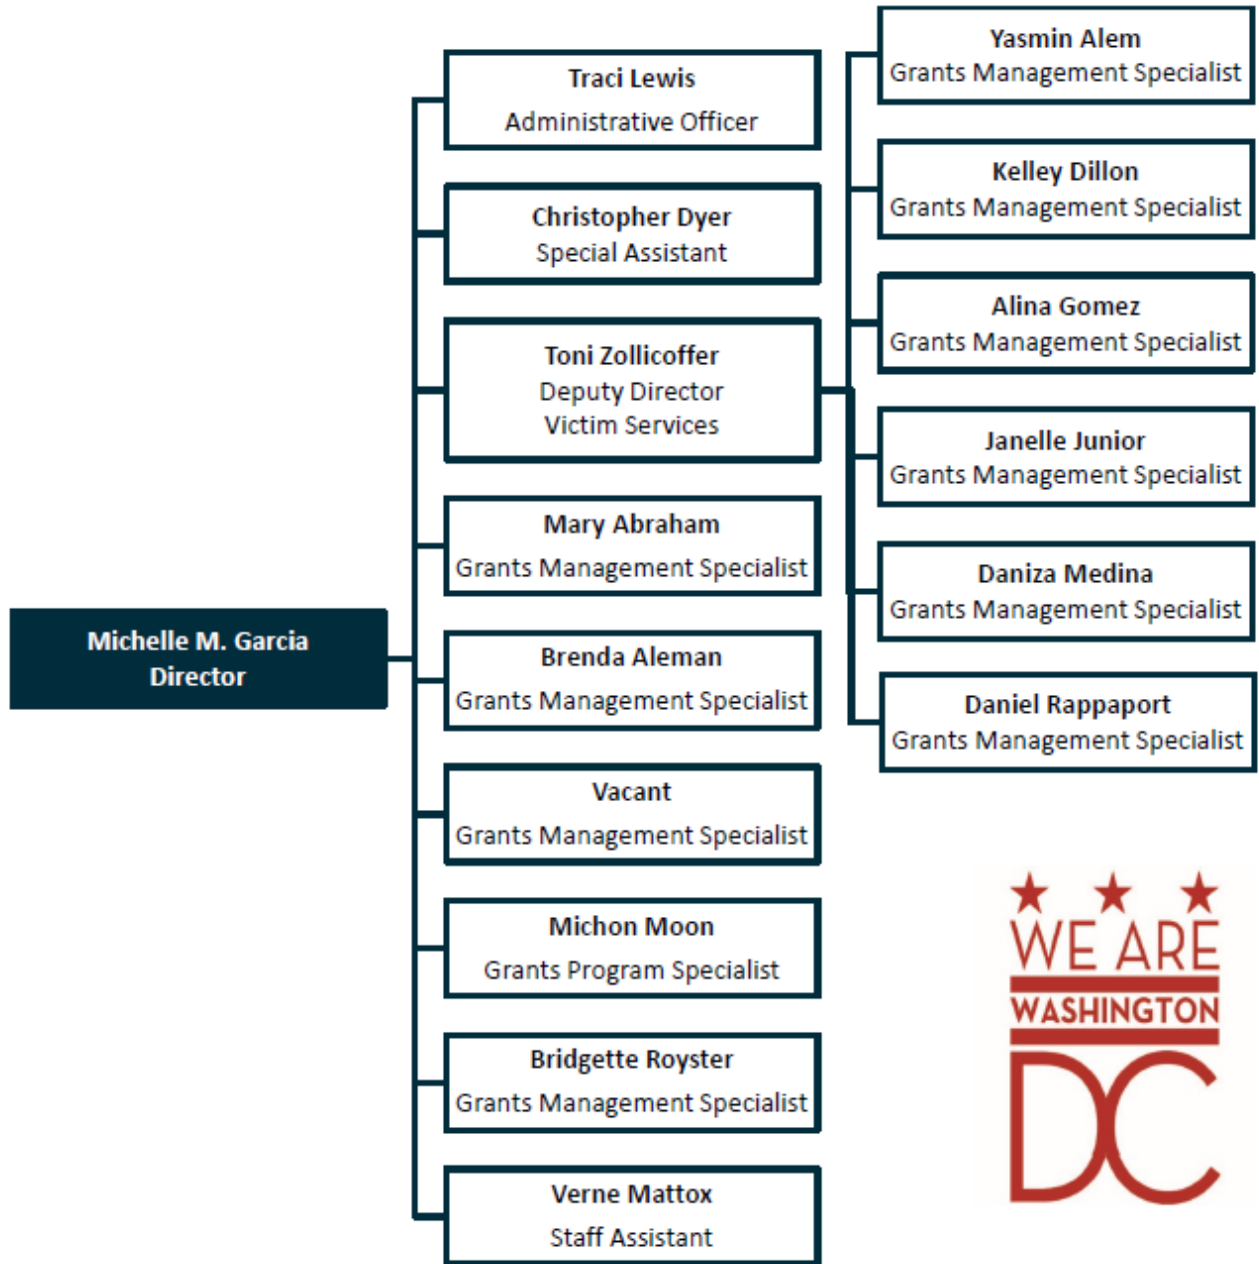 Michelle M. Garcia
Director
Traci Lewis
Administrative Officer
Christopher Dyer
Special Assistant
Toni Zollicoffer
Deputy Director
Victim Services
Mary Abraham
Grants Management Specialist
Brenda Aleman
Grants Management Specialist
Vacant
Grants Management Specialist
Michon Moon
Grants Program Specialist
Bridgette Royster
Grants Management Specialist
Verne Mattox
Staff Assistant
Yasmin Alem
Grants Management Specialist
Kelley Dillon
Grants Management Specialist
Alina Gomez
Grants Management Specialist
Janelle Junior
Grants Management Specialist
Daniza Medina
Grants Management Specialist
Daniel Rappaport
Grants Management Specialist
WE ARE
WASHINGTON
DC